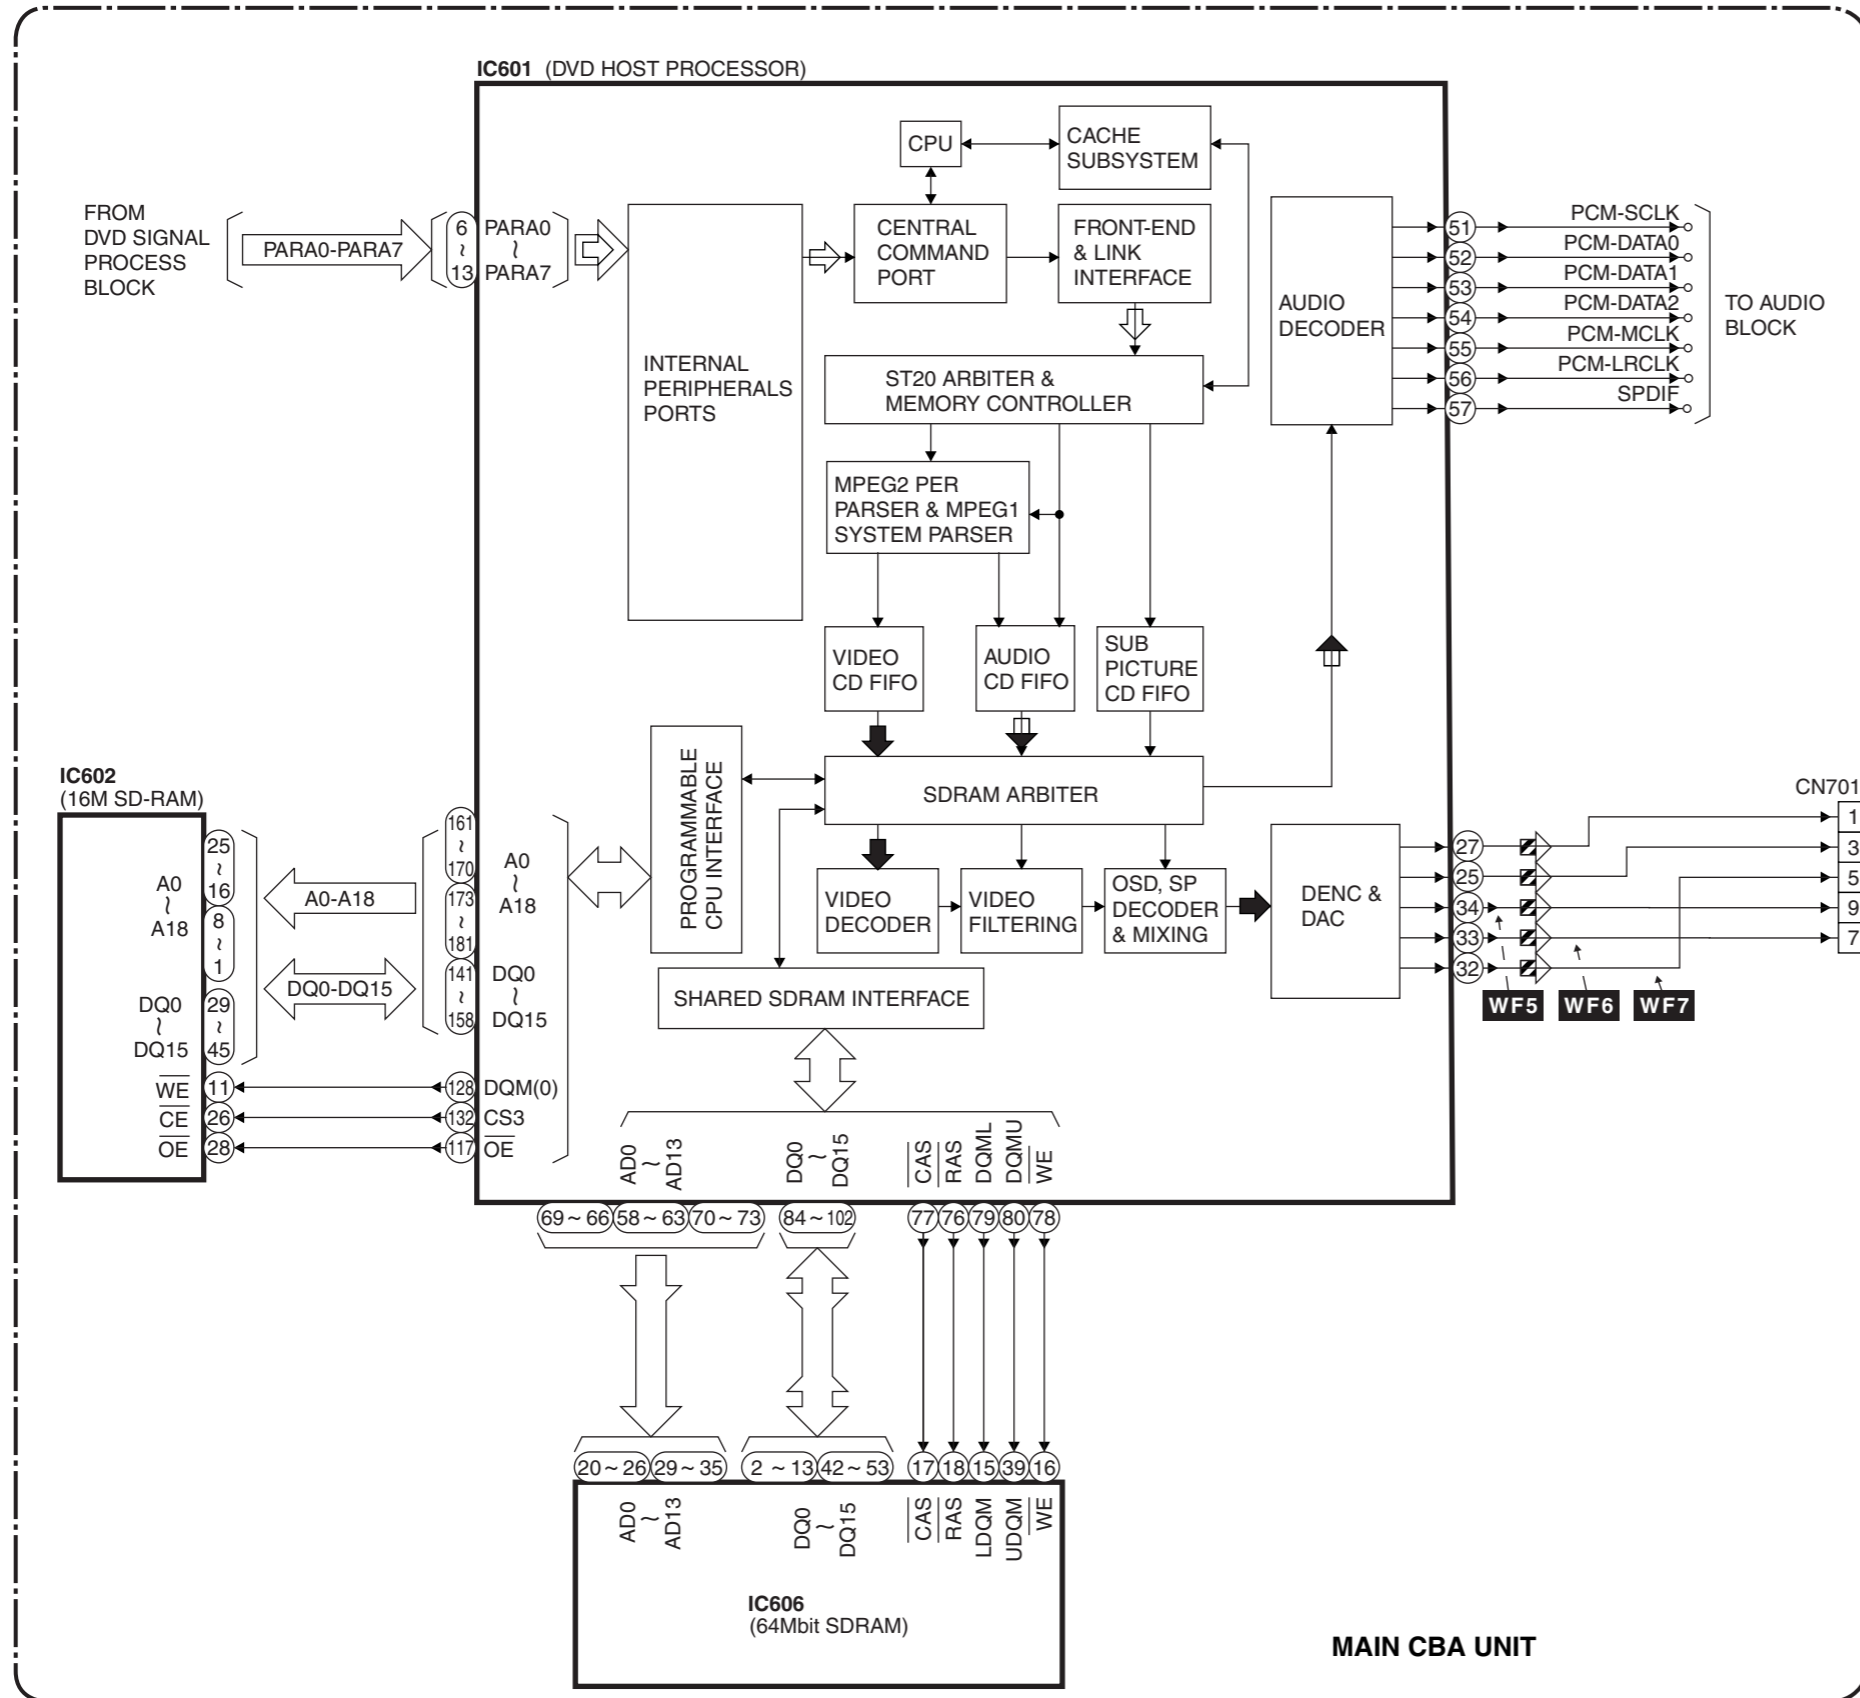 IC601 (DVD HOST PROCESSOR)
CPU
CACHE
SUBSYSTEM
FROM
DVD SIGNAL
PROCESS
BLOCK
PARA0-PARA7
6
~
13
PARA0
~
PARA7
INTERNAL
PERIPHERALS
PORTS
CENTRAL
COMMAND
PORT
FRONT-END
& LINK
INTERFACE
AUDIO
DECODER
51
52
53
54
55
56
57
PCM-SCLK
PCM-DATA0
PCM-DATA1
PCM-DATA2
PCM-MCLK
PCM-LRCLK
SPDIF
TO AUDIO
BLOCK
ST20 ARBITER &
MEMORY CONTROLLER
MPEG2 PER
PARSER & MPEG1
SYSTEM PARSER
VIDEO
CD FIFO
AUDIO
CD FIFO
SUB
PICTURE
CD FIFO
PROGRAMMABLE
CPU INTERFACE
SDRAM ARBITER
VIDEO
DECODER
VIDEO
FILTERING
OSD, SP
DECODER
& MIXING
DENC &
DAC
SHARED SDRAM INTERFACE
27
25
34
33
32
WF5
WF6
WF7
CN701
1
3
5
9
7
IC602
(16M SD-RAM)
A0
~
A18
25
~
16
8
~
1
DQ0
~
DQ15
29
~
45
WE
11
CE
26
OE
28
A0-A18
DQ0-DQ15
161
~
170
173
~
181
A0
~
A18
141
~
158
DQ0
~
DQ15
128 DQM(0)
132 CS3
117 OE
AD0
~
AD13
DQ0
~
DQ15
CAS
RAS
DQML
DQMU
WE
69 ~ 66
58 ~ 63
70 ~ 73
84 ~ 102
77
76
79
80
78
20 ~ 26
29 ~ 35
2 ~ 13
42 ~ 53
17
18
15
39
16
AD0
~
AD13
DQ0
~
DQ15
CAS
RAS
LDQM
UDQM
WE
IC606
(64Mbit SDRAM)
MAIN CBA UNIT